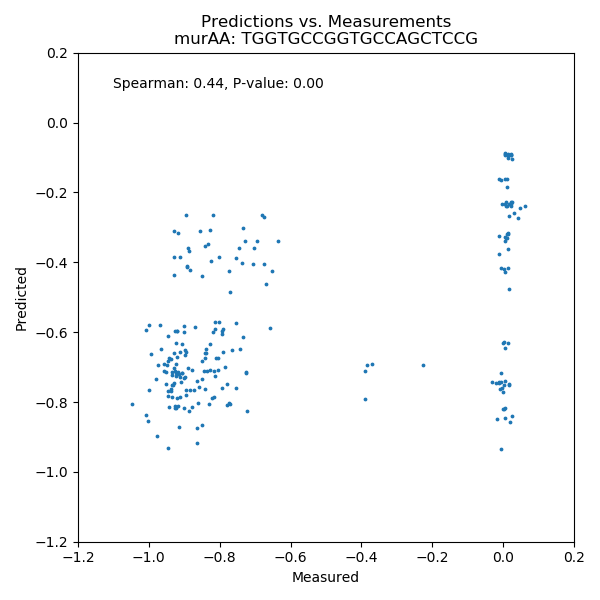 Predictions vs. Measurements
murAA: TGGTGCCGGTGCCAGCTCCG
Spearman: 0.44, P-value: 0.00
0.2
0.0
−0.2
−0.4
−0.6
−0.8
−1.0
−1.2
Predicted
−1.2 −1.0 −0.8 −0.6 −0.4 −0.2 0.0 0.2
Measured